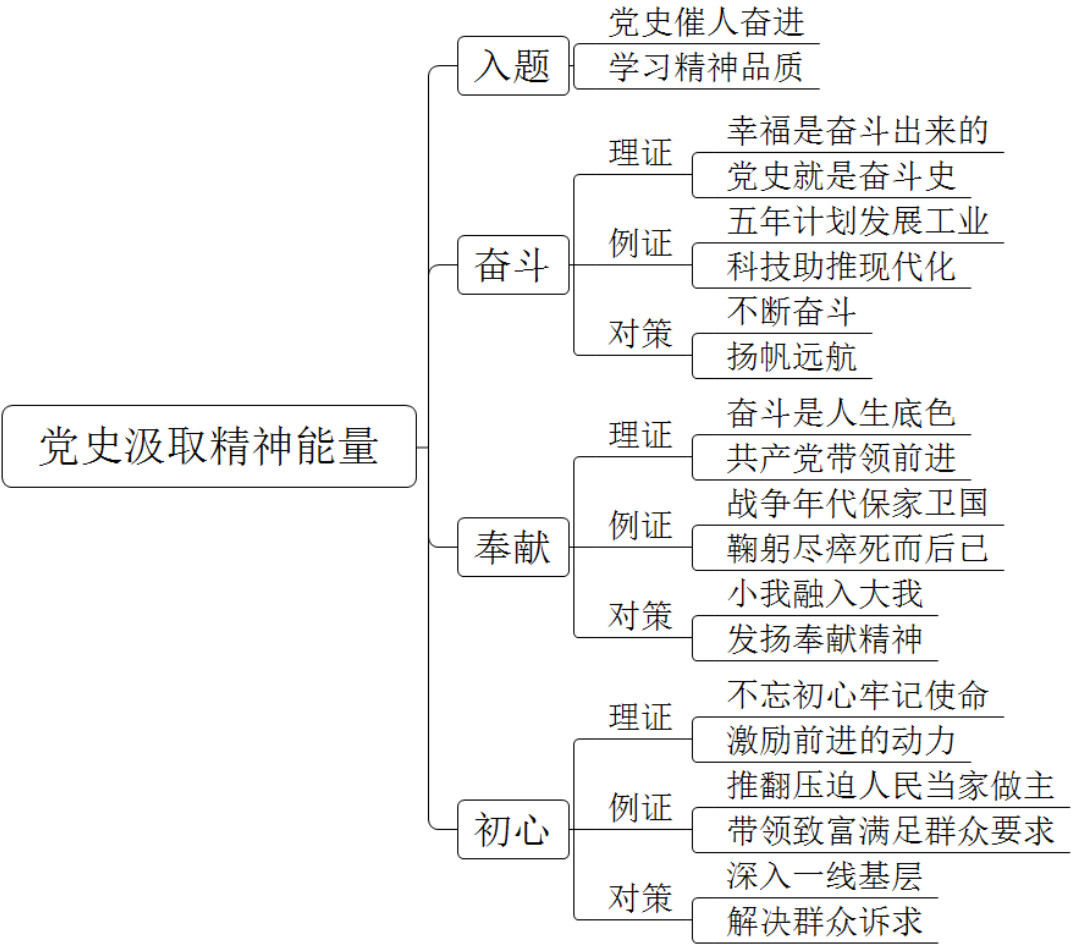 党史汲取精神能量
入题
党史催人奋进
学习精神品质
奋斗
理证
幸福是奋斗出来的
党史就是奋斗史
例证
五年计划发展工业
科技助推现代化
对策
不断奋斗
扬帆远航
奉献
理证
奋斗是人生底色
共产党带领前进
例证
战争年代保家卫国
鞠躬尽瘁死而后已
对策
小我融入大我
发扬奉献精神
初心
理证
不忘初心牢记使命
激励前进的动力
例证
推翻压迫人民当家做主
带领致富满足群众要求
对策
深入一线基层
解决群众诉求